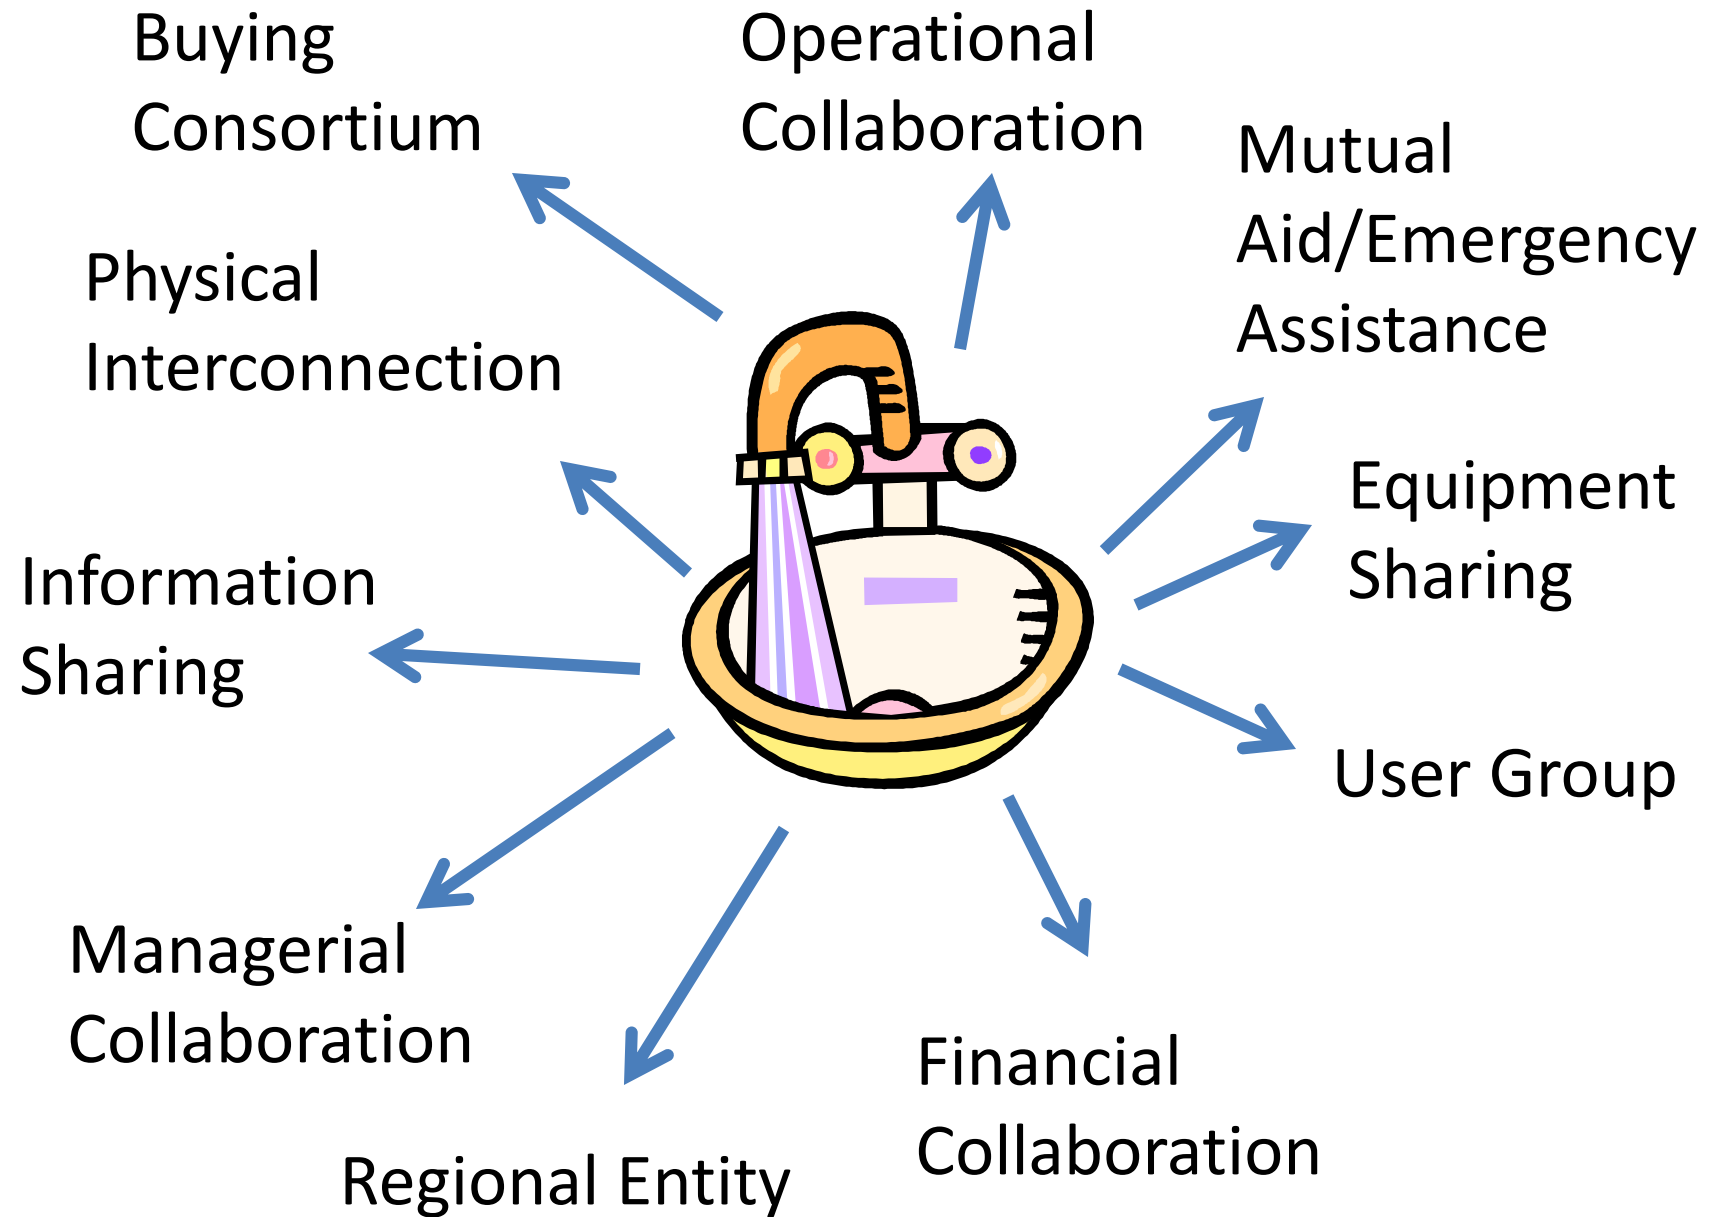 Buying
Consortium
Operational
Collaboration
Mutual
Aid/Emergency
Assistance
Physical
Interconnection
Equipment
Sharing
Information
Sharing
User Group
Managerial
Collaboration
Financial
Collaboration
Regional Entity